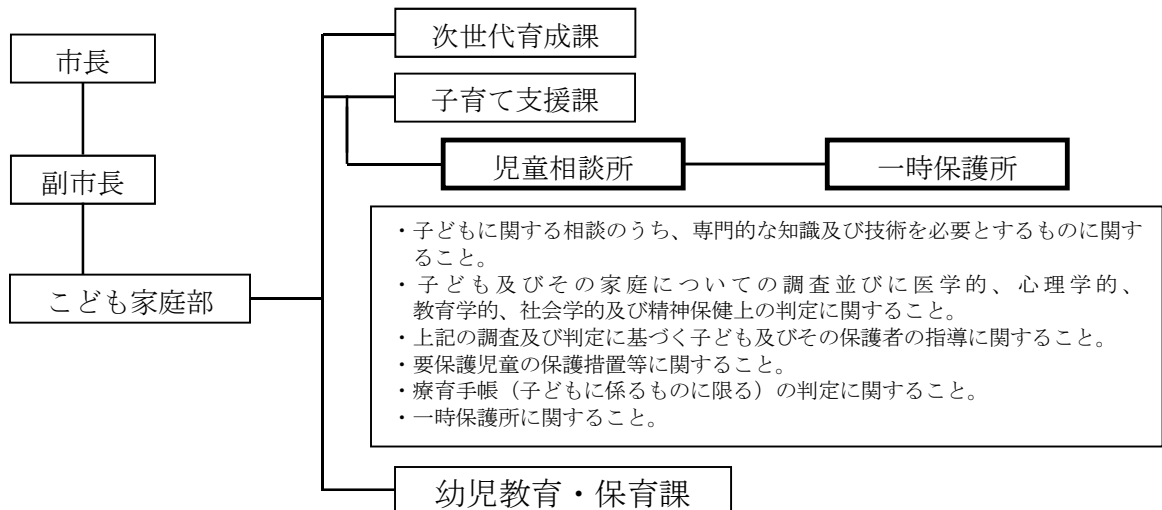 市長
副市長
こども家庭部
次世代育成課
子育て支援課
児童相談所
一時保護所
・子どもに関する相談のうち、専門的な知識及び技術を必要とするものに関す
ること。
・子ども及びその家庭についての調査並びに医学的、心理学的、
教育学的、社会学的及び精神保健上の判定に関すること。
・上記の調査及び判定に基づく子ども及びその保護者の指導に関すること。
・要保護児童の保護措置等に関すること。
・療育手帳（子どもに係るものに限る）の判定に関すること。
・一時保護所に関すること。
幼児教育・保育課